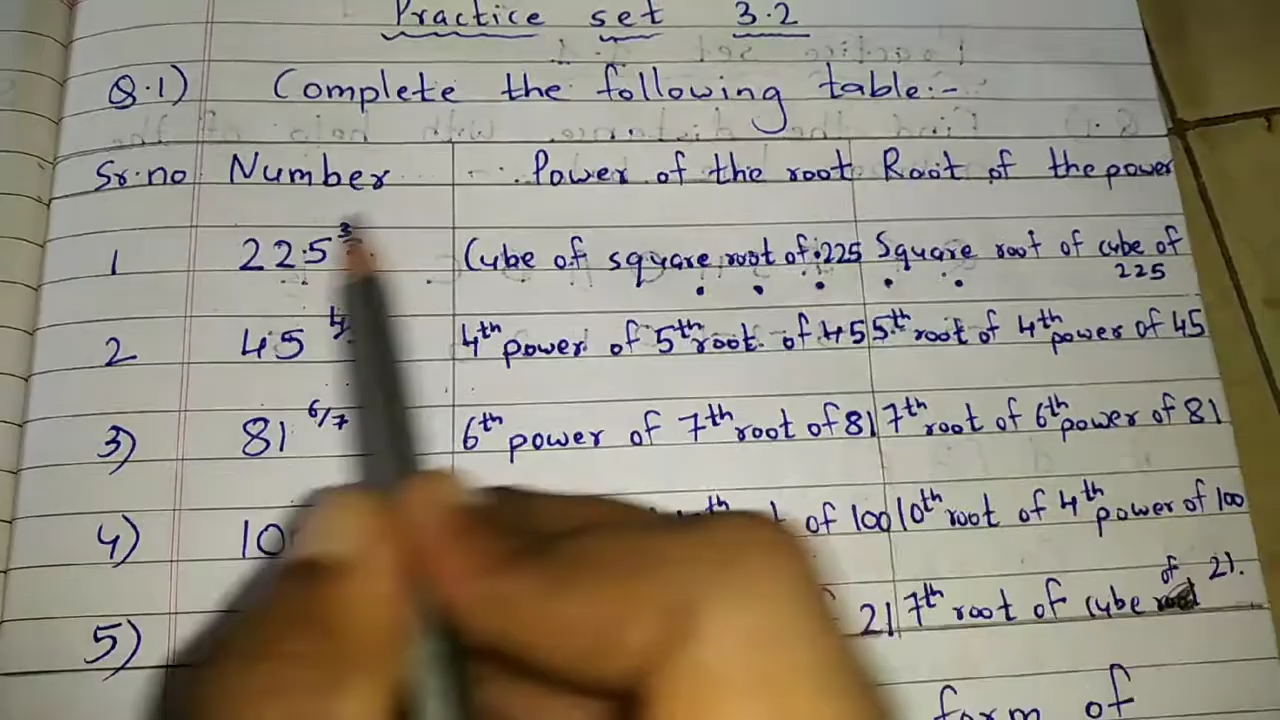 Practice set 3.2
Q.1) Complete the following table:-
Sr.no Number Power of the root Root of the power
1 225 3 Cube of square root of 225 Square root of cube of 225
2 45 4 4th power of 5th root of 45 5th root of 4th power of 45
3) 81 6/7 6th power of 7th root of 81 7th root of 6th power of 81
4) 10 th of 100 10th root of 4th power of 100
5) 21 7th root of cube of 21.
form of